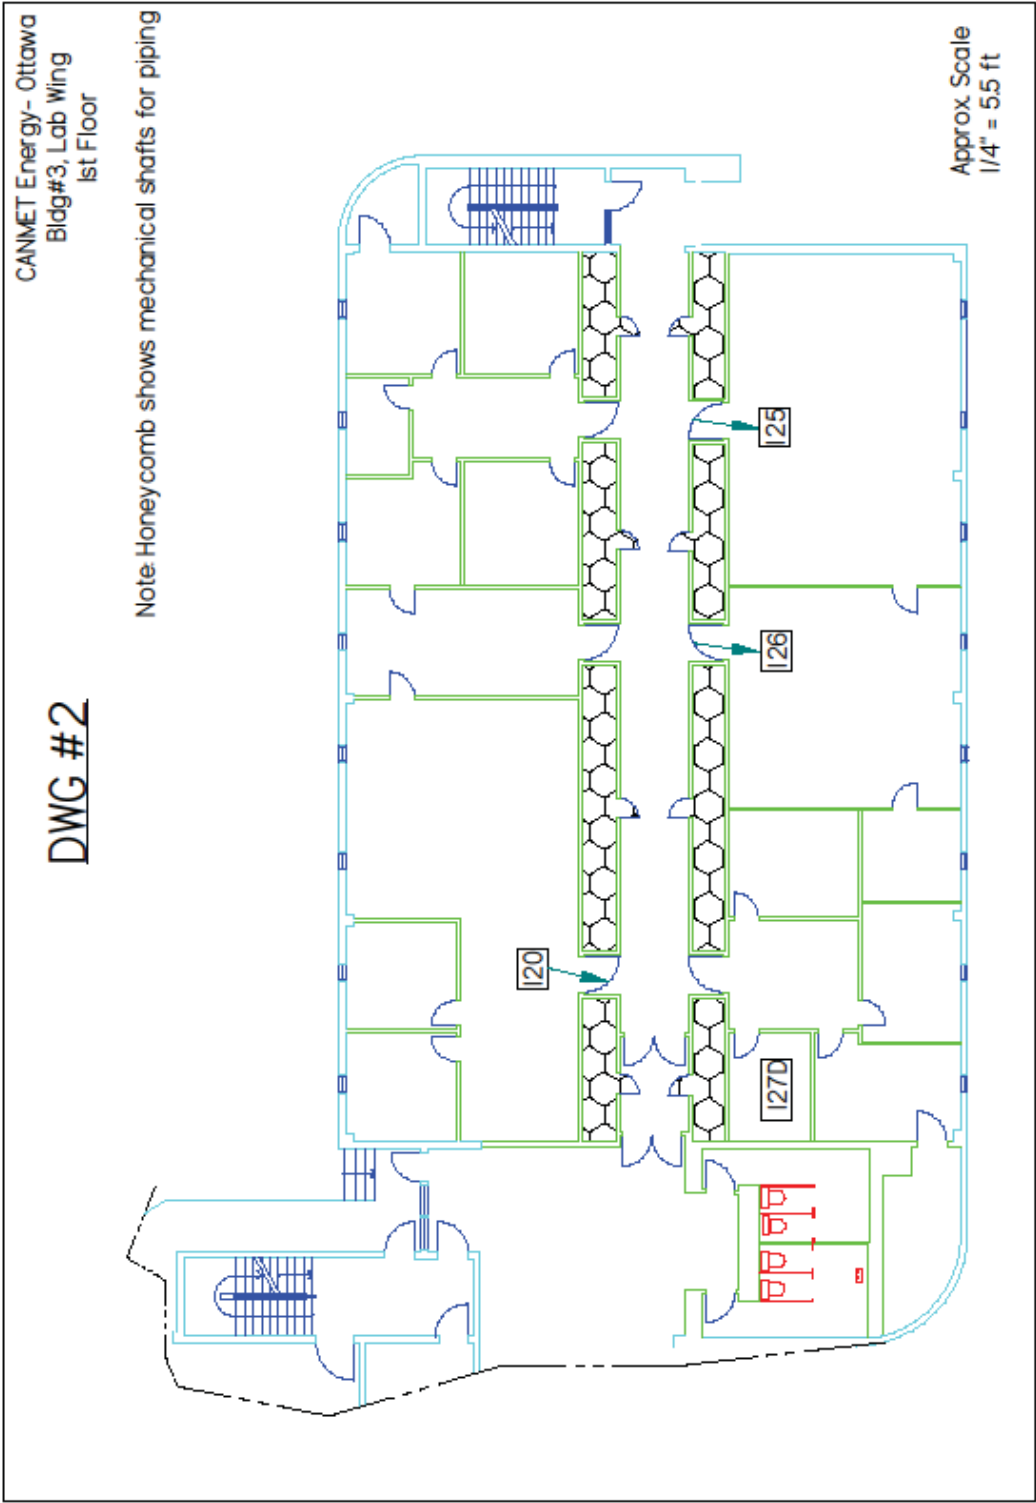 CANMET Energy- Ottawa
Bldg#3, Lab Wing
1st Floor
Note: Honeycomb shows mechanical shafts for piping
DWG #2
Approx. Scale
1/4" = 5.5 ft
120
125
126
127D